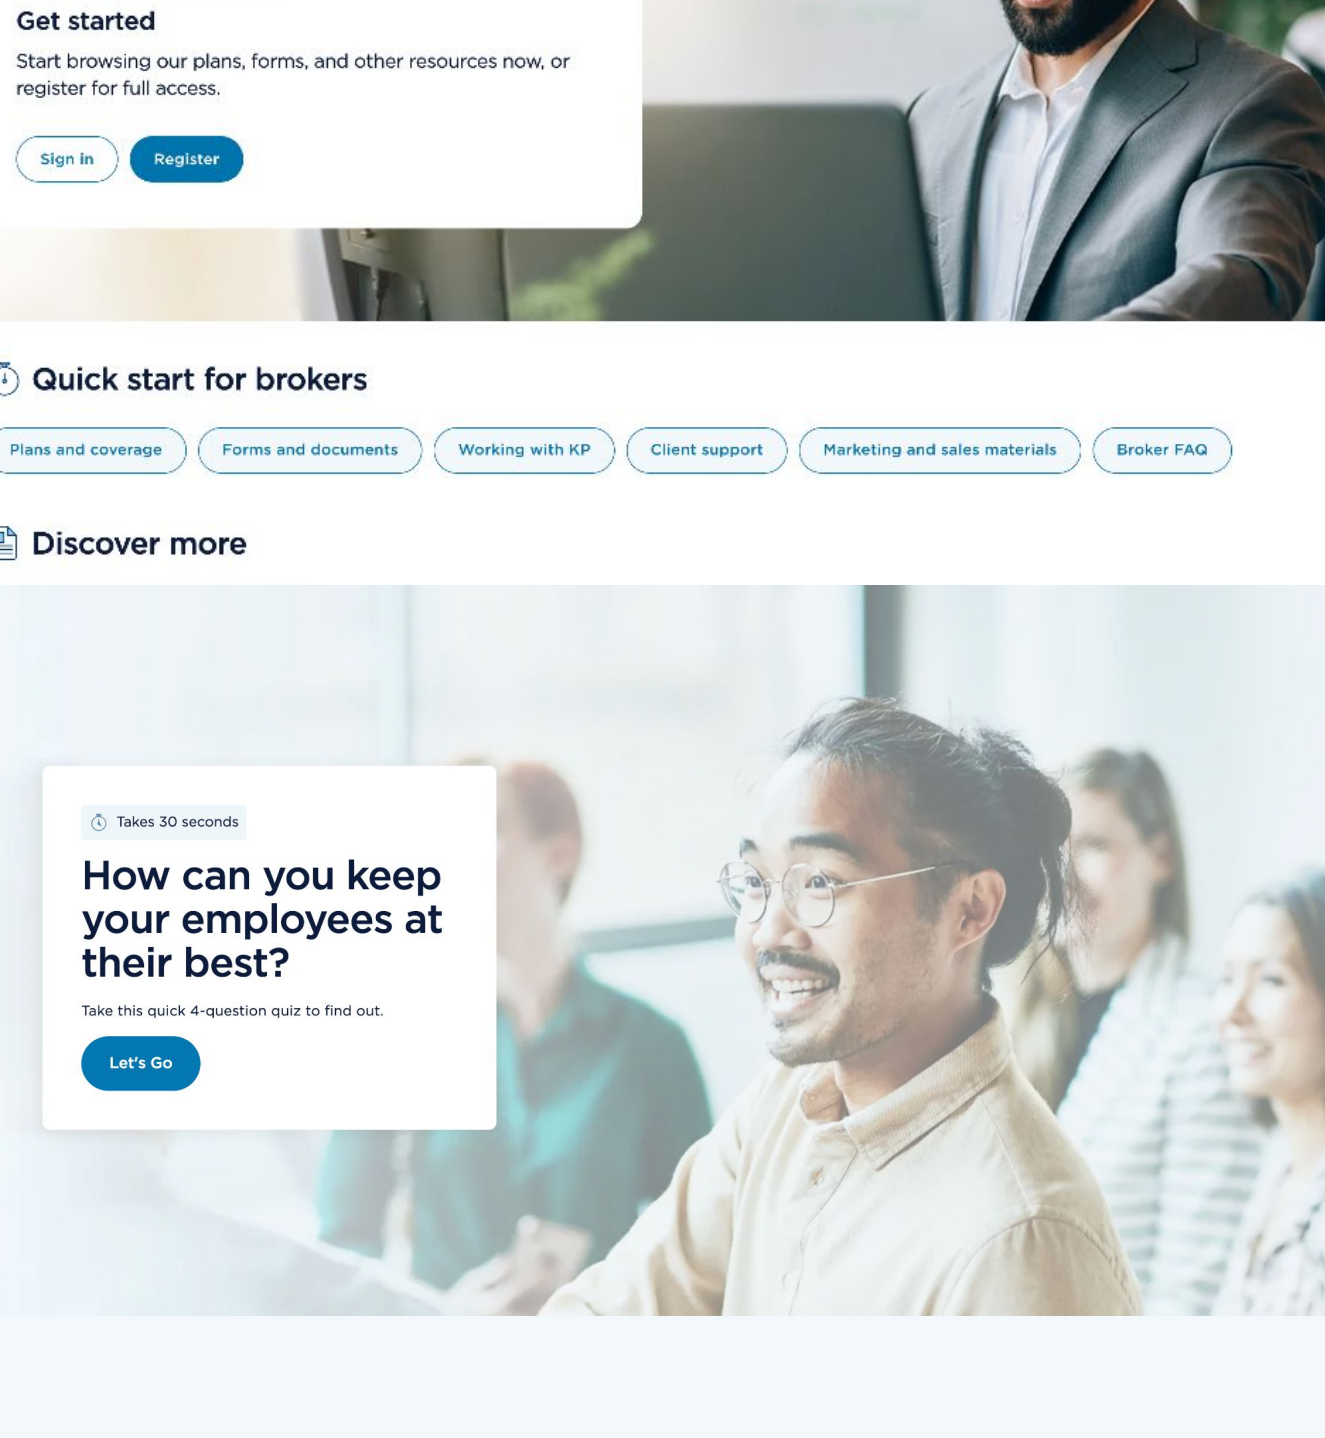 Get started
Start browsing our plans, forms, and other resources now, or
register for full access.
Sign in
Register
Quick start for brokers
Plans and coverage
Forms and documents
Working with KP
Client support
Marketing and sales materials
Broker FAQ
Discover more
Takes 30 seconds
How can you keep
your employees at
their best?
Take this quick 4-question quiz to find out.
Let's Go